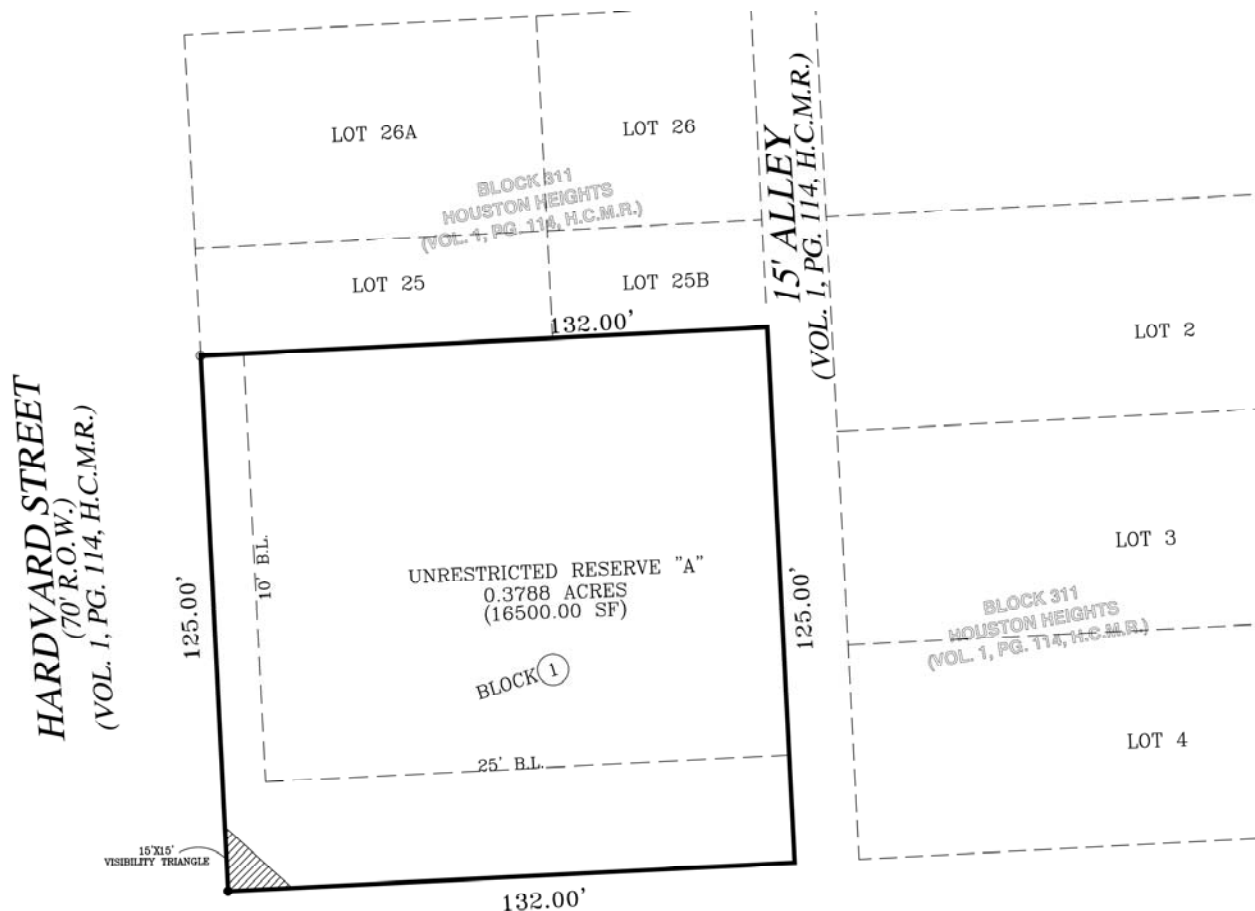 LOT 26A
LOT 26
BLOCK 311
HOUSTON HEIGHTS
(VOL. 1, PG. 114, H.C.M.R.)
15' ALLEY
(VOL. 1, PG. 114, H.C.M.R.)
LOT 25
LOT 25B
132.00'
LOT 2
HARDVARD STREET
(70' R.O.W.)
(VOL. 1, PG. 114, H.C.M.R.)
125.00'
10' B.L.
UNRESTRICTED RESERVE "A"
0.3788 ACRES
(16500.00 SF)
BLOCK 1
125.00'
LOT 3
BLOCK 311
HOUSTON HEIGHTS
(VOL. 1, PG. 114, H.C.M.R.)
LOT 4
25' B.L.
15'X15'
VISIBILITY TRIANGLE
132.00'